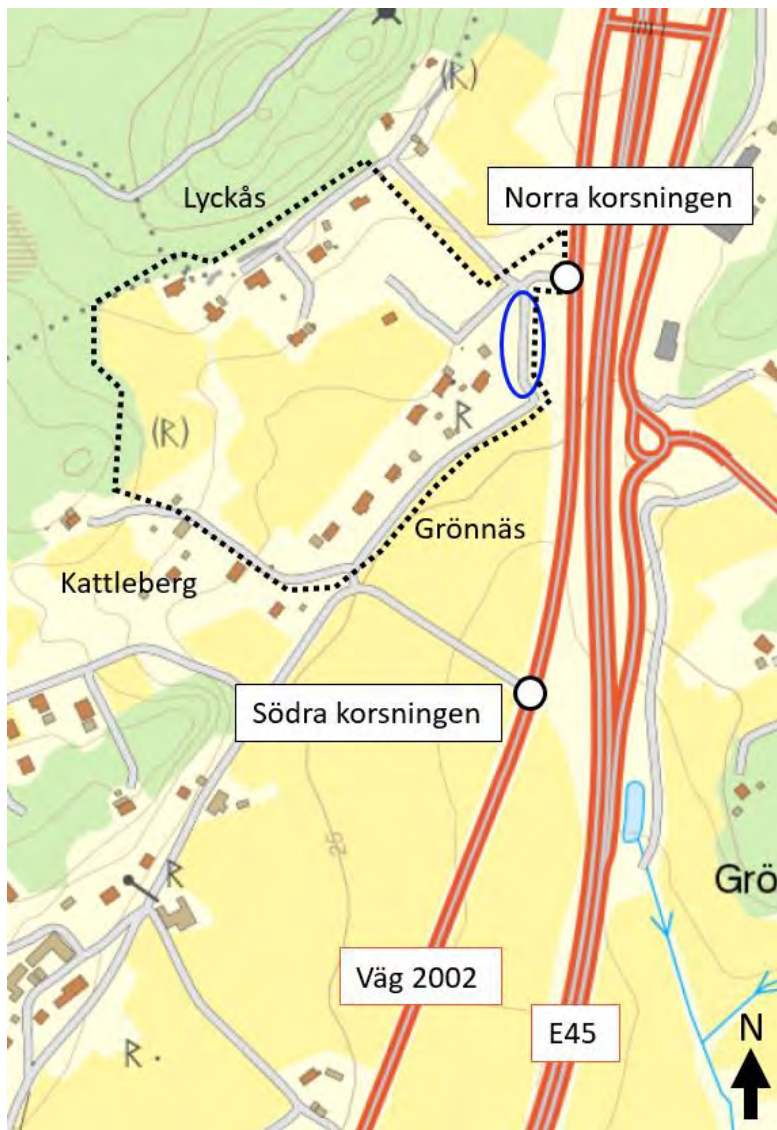 (R)
Lyckås
Norra korsningen
(R)
R
Grönnäs
Kattleberg
Södra korsningen
26
R
Grö
Väg 2002
E45
N
R